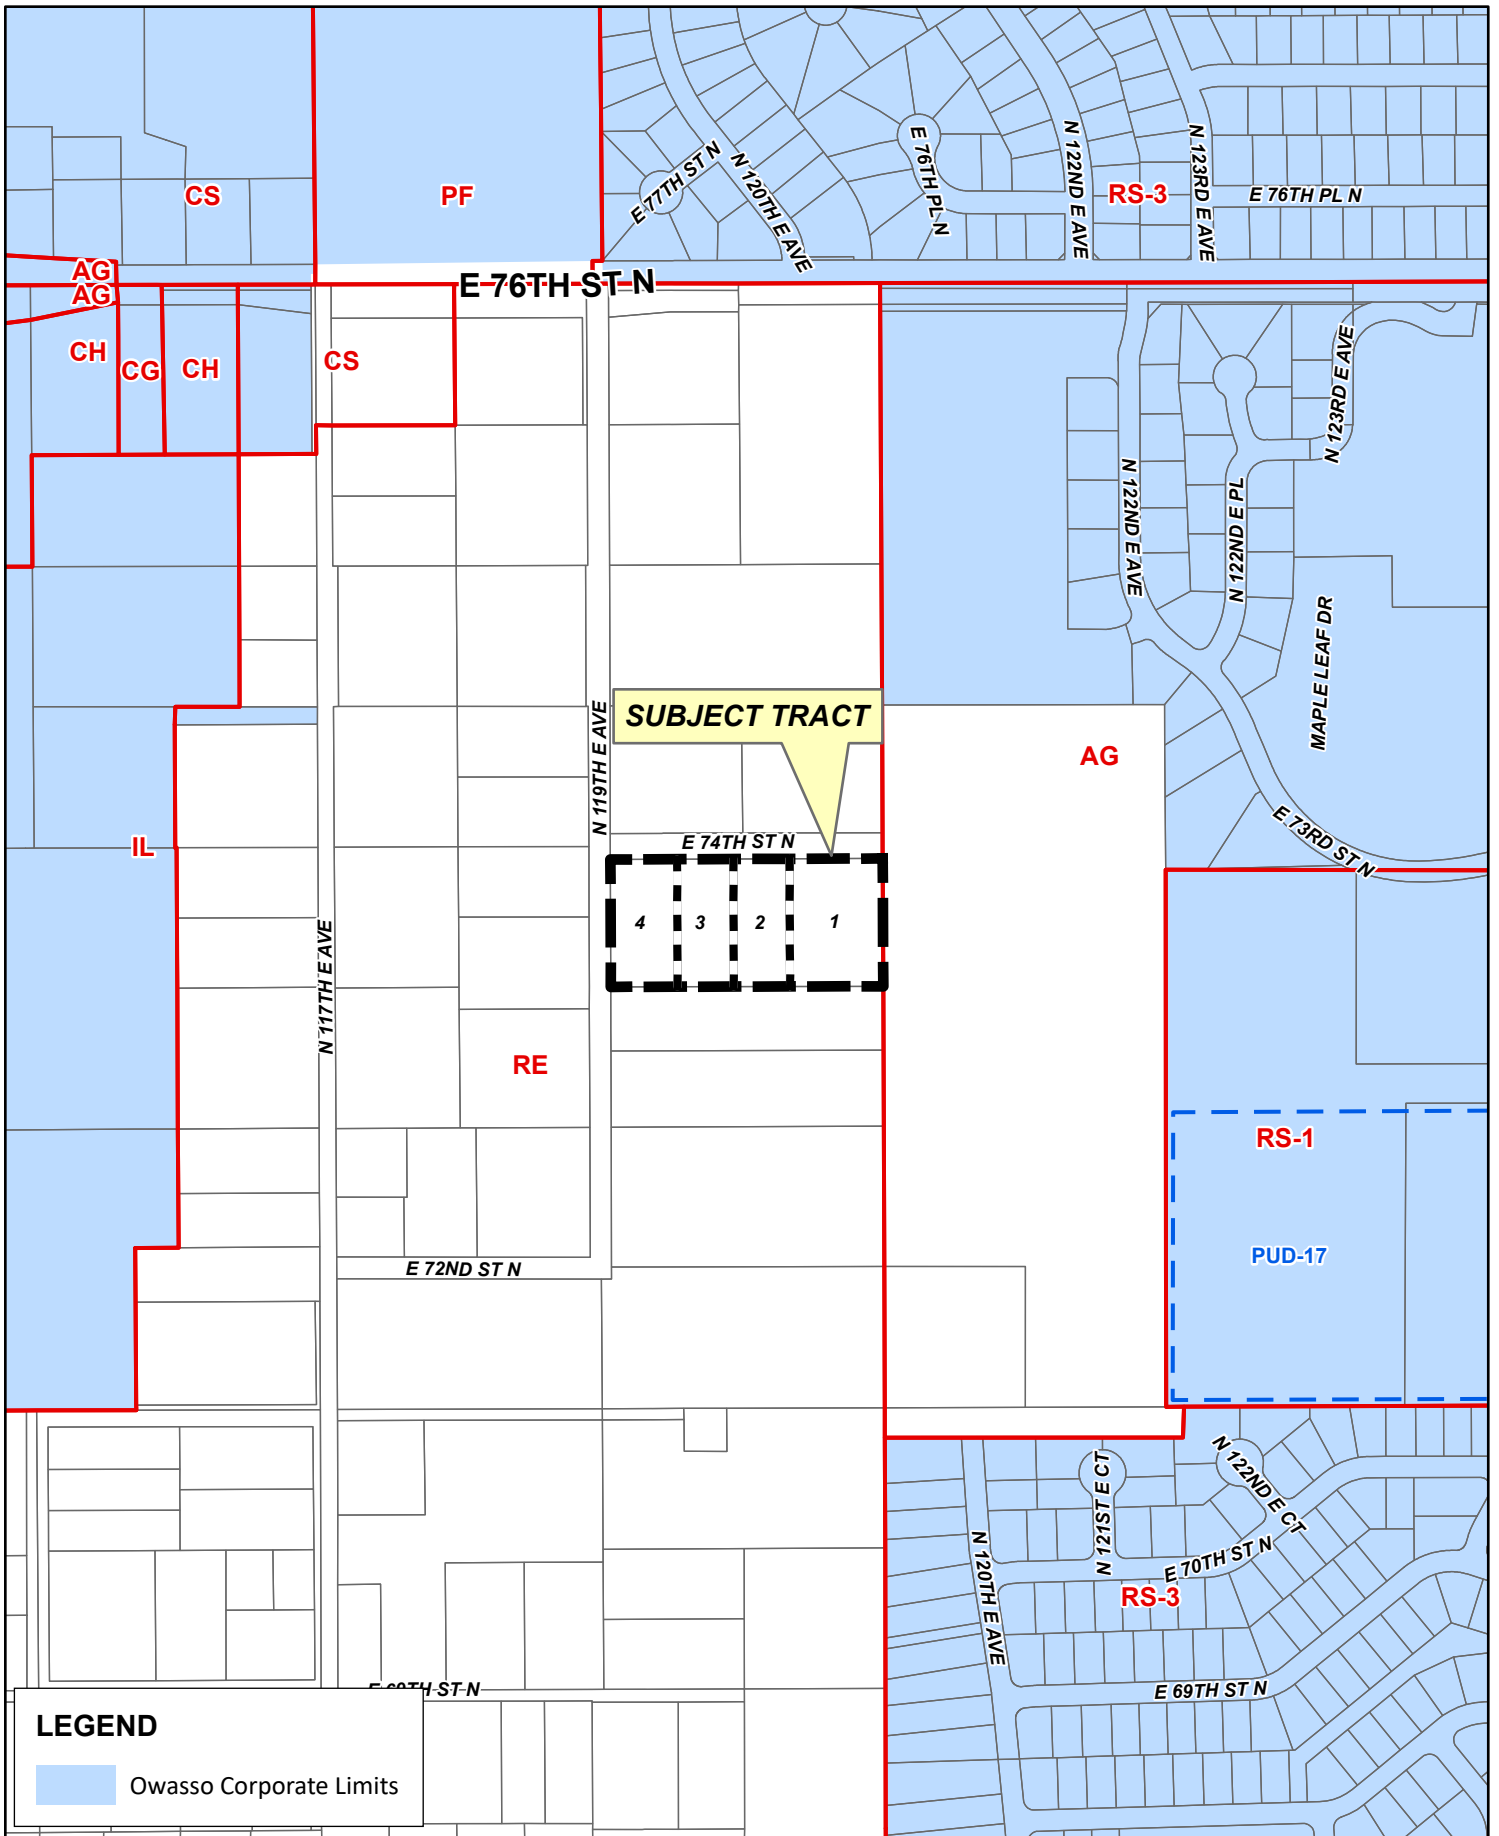 E 77TH ST N
N 120TH E AVE
E 76TH PL N
N 122ND E AVE
N 123RD E AVE
CS
PF
RS-3
E 76TH PL N
AG
AG
E 76TH ST N
CH
CG
CH
CS
N 123RD E AVE
N 122ND E AVE
N 122ND E PL
MAPLE LEAF DR
N 119TH E AVE
SUBJECT TRACT
AG
E 73RD ST N
IL
E 74TH ST N
4
3
2
1
N 117TH E AVE
RE
RS-1
PUD-17
E 72ND ST N
N 122ND E CT
N 121ST E CT
N 120TH E AVE
E 70TH ST N
RS-3
E 69TH ST N
E 69TH ST N
LEGEND
Owasso Corporate Limits